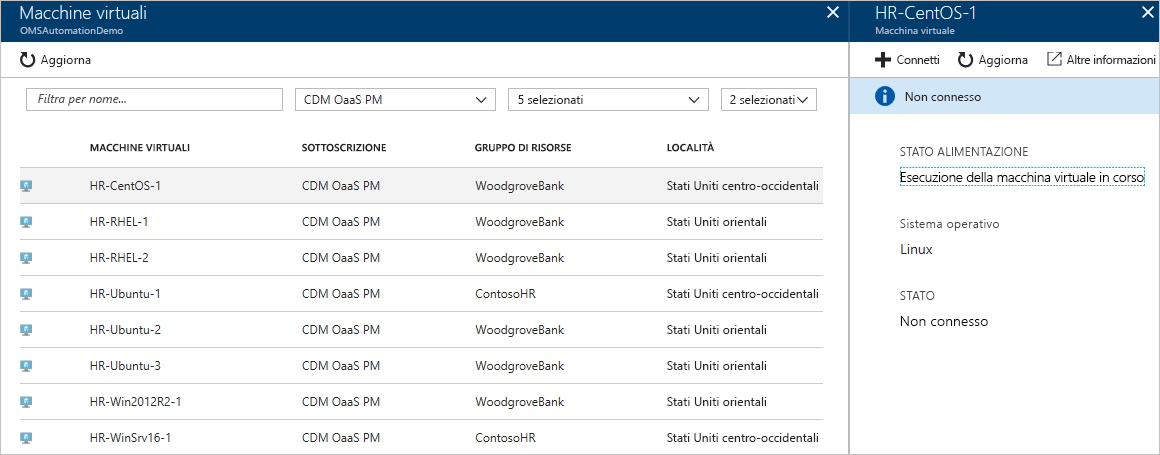 Macchine virtuali
OMSAutomationDemo
Aggiorna
Filtra per nome...
CDM OaaS PM
5 selezionati
2 selezionati
MACCHINE VIRTUALI SOTTOSCRIZIONE GRUPPO DI RISORSE LOCALITÀ
HR-CentOS-1 CDM OaaS PM WoodgroveBank Stati Uniti centro-occidentali
HR-RHEL-1 CDM OaaS PM WoodgroveBank Stati Uniti orientali
HR-RHEL-2 CDM OaaS PM WoodgroveBank Stati Uniti orientali
HR-Ubuntu-1 CDM OaaS PM ContosoHR Stati Uniti centro-occidentali
HR-Ubuntu-2 CDM OaaS PM WoodgroveBank Stati Uniti orientali
HR-Ubuntu-3 CDM OaaS PM WoodgroveBank Stati Uniti orientali
HR-Win2012R2-1 CDM OaaS PM WoodgroveBank Stati Uniti orientali
HR-WinSrv16-1 CDM OaaS PM ContosoHR Stati Uniti centro-occidentali
HR-CentOS-1
Macchina virtuale
Connetti Aggiorna Altre informazioni
Non connesso
STATO ALIMENTAZIONE
Esecuzione della macchina virtuale in corso
Sistema operativo
Linux
STATO
Non connesso